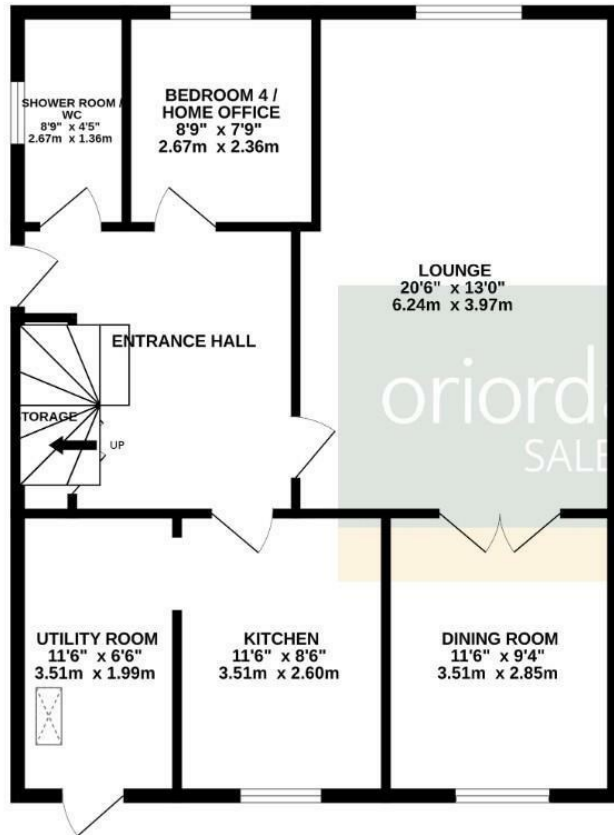 SHOWER ROOM /
WC
8'9" x 4'5"
2.67m x 1.36m
BEDROOM 4 /
HOME OFFICE
8'9" x 7'9"
2.67m x 2.36m
LOUNGE
20'6" x 13'0"
6.24m x 3.97m
ENTRANCE HALL
TORAGE
UP
oriord
SALE
UTILITY ROOM
11'6" x 6'6"
3.51m x 1.99m
KITCHEN
11'6" x 8'6"
3.51m x 2.60m
DINING ROOM
11'6" x 9'4"
3.51m x 2.85m